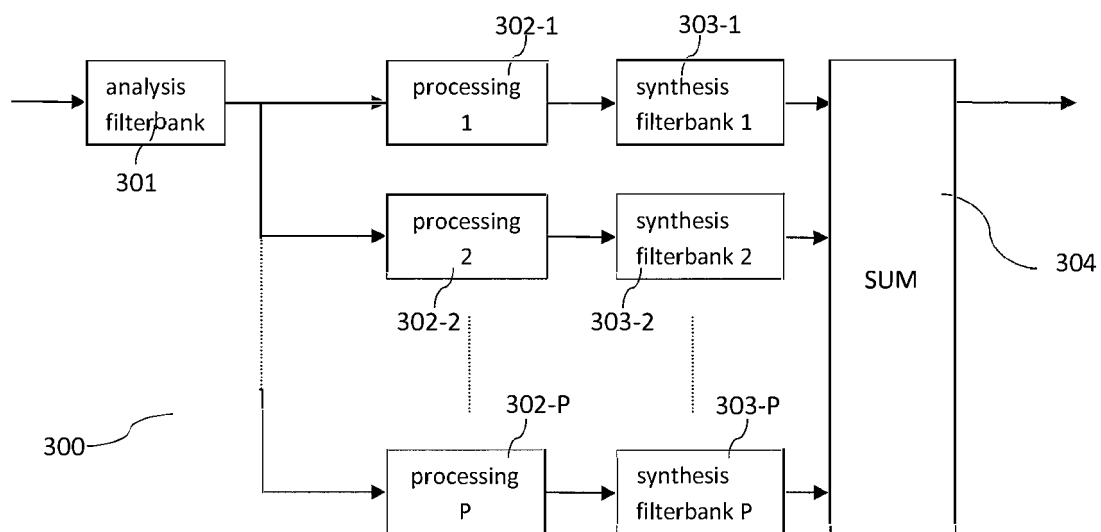 302-1
303-1
analysis
filterbank
301
processing
1
synthesis
filterbank 1
processing
2
302-2
synthesis
filterbank 2
303-2
SUM
304
300
302-P
303-P
processing
P
synthesis
filterbank P